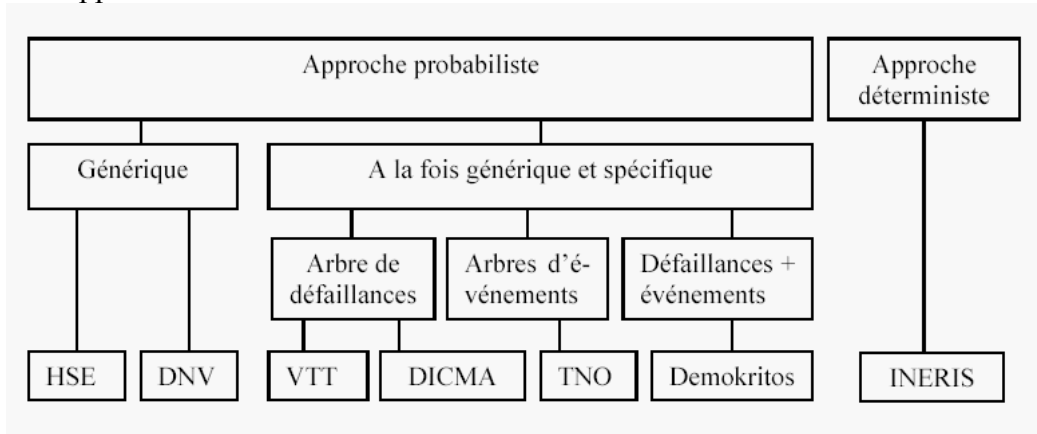 Approche probabiliste
Approche
déterministe
Générique
A la fois générique et spécifique
Arbre de
défaillances
Arbres d'é-
vénements
Défaillances +
événements
HSE
DNV
VTT
DICMA
TNO
Demokritos
INERIS